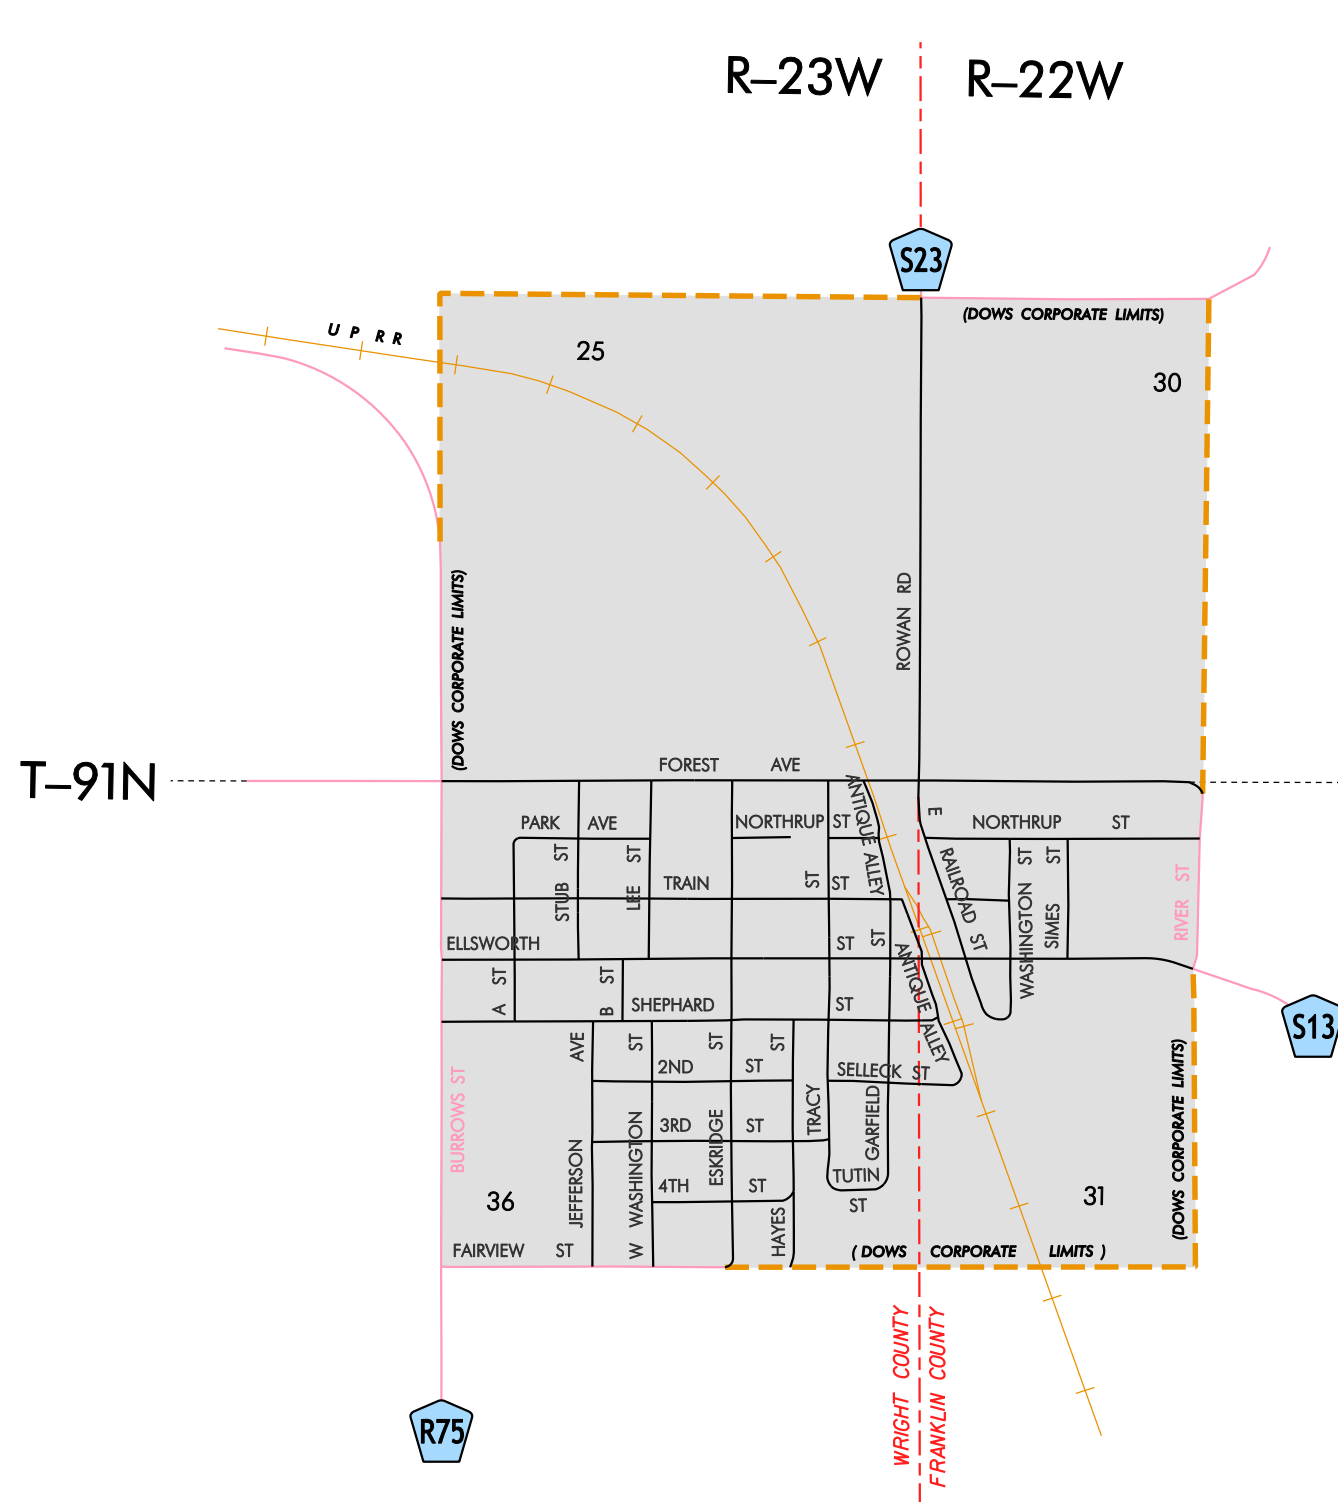 R–23W
R–22W
S23
(DOWS CORPORATE LIMITS)
U P R R
25
30
(DOWS CORPORATE LIMITS)
ROWAN RD
T–91N
FOREST AVE
ANTIQUE ALLEY
E NORTHRUP ST
PARK AVE
NORTHRUP ST
STUB ST
LEE ST
TRAIN ST
ST
RAILROAD ST
WASHINGTON ST
SIMES ST
RIVER ST
ELLSWORTH ST
ST
ANTIQUE ALLEY
A ST
B ST
SHEPHARD ST
S13
JEFFERSON AVE
W WASHINGTON ST
ESKRIDGE ST
HAYES ST
2ND ST
SELLECK ST
BURROWS ST
TRACY
GARFIELD
3RD ST
(DOWS CORPORATE LIMITS)
4TH ST
TUTIN ST
36
31
FAIRVIEW ST
( DOWS CORPORATE LIMITS )
WRIGHT COUNTY
FRANKLIN COUNTY
R75